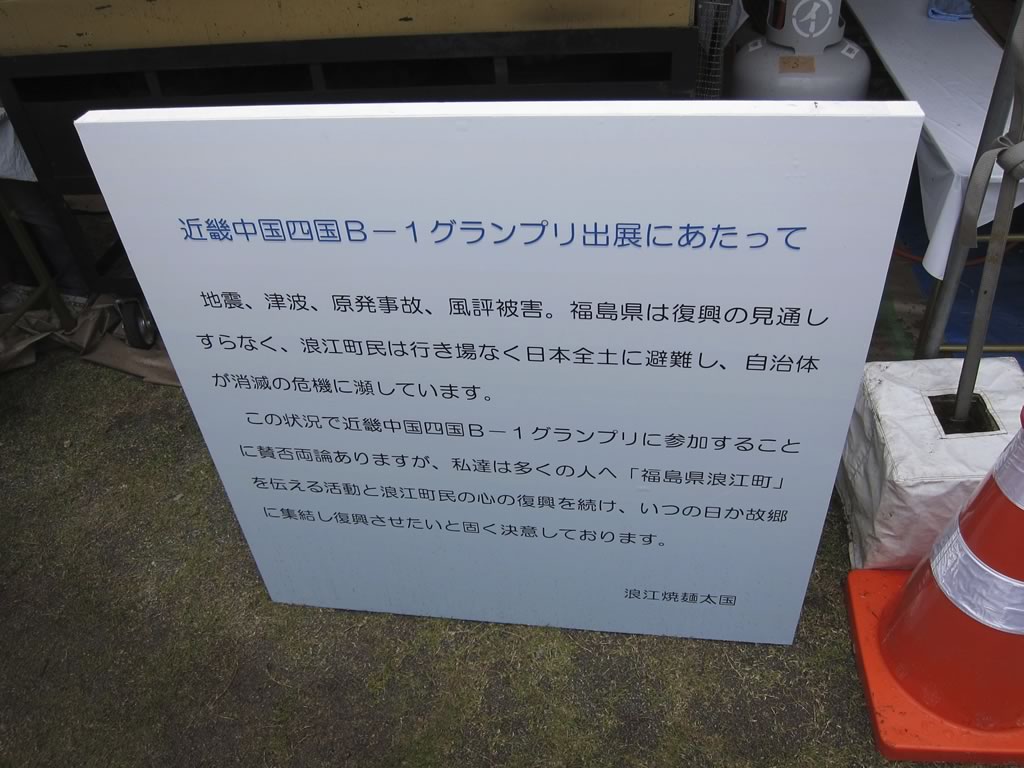 近畿中国四国Ｂ－１グランプリ出展にあたって
地震、津波、原発事故、風評被害。福島県は復興の見通し
すらなく、浪江町民は行き場なく日本全土に避難し、自治体
が消滅の危機に瀕しています。
この状況で近畿中国四国Ｂ－１グランプリに参加すること
に賛否両論ありますが、私達は多くの人へ「福島県浪江町」
を伝える活動と浪江町民の心の復興を続け、いつの日か故郷
に集結し復興させたいと固く決意しております。
浪江焼麺太国